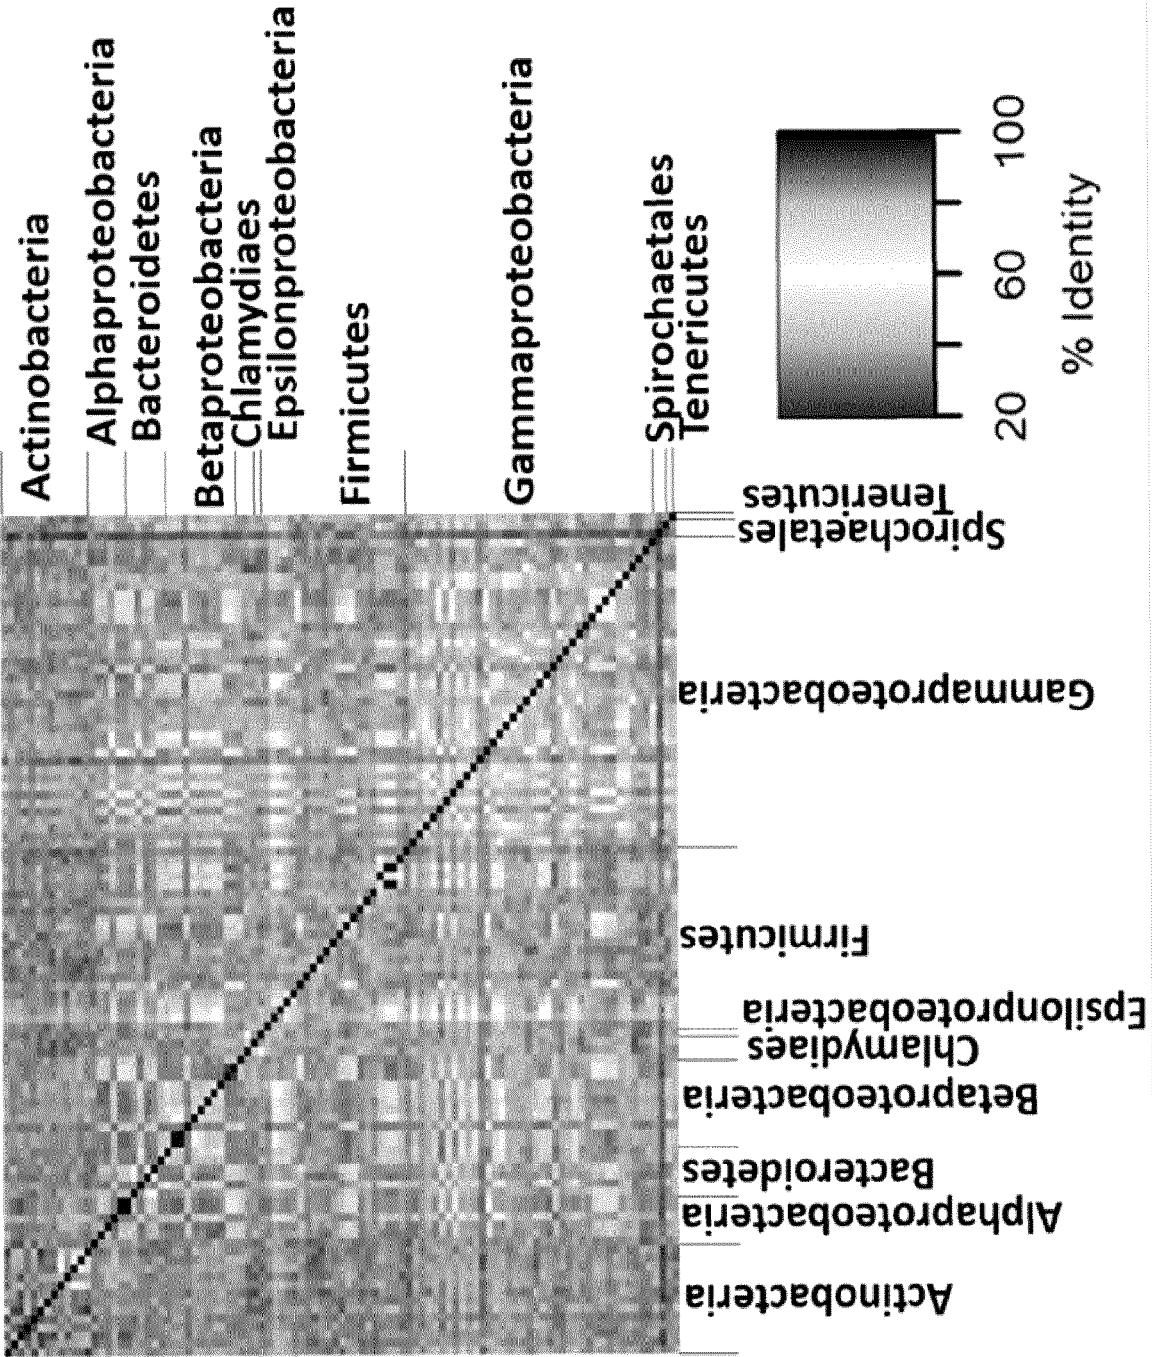 Actinobacteria
Alphaproteobacteria
Bacteroidetes
Betaproteobacteria
Chlamydiaes
Epsilonproteobacteria
Firmicutes
Gammaproteobacteria
Spirochaetales
Tenericutes
20
60
100
% Identity
Tenericutes
Spirochaetales
Gammaproteobacteria
Firmicutes
Epsilonproteobacteria
Chlamydiaes
Betaproteobacteria
Bacteroidetes
Alphaproteobacteria
Actinobacteria